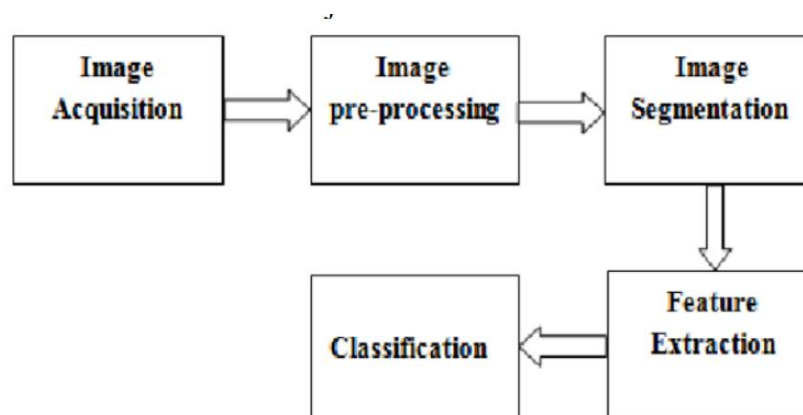 Image
Acquisition
Image
pre-processing
Image
Segmentation
Feature
Extraction
Classification